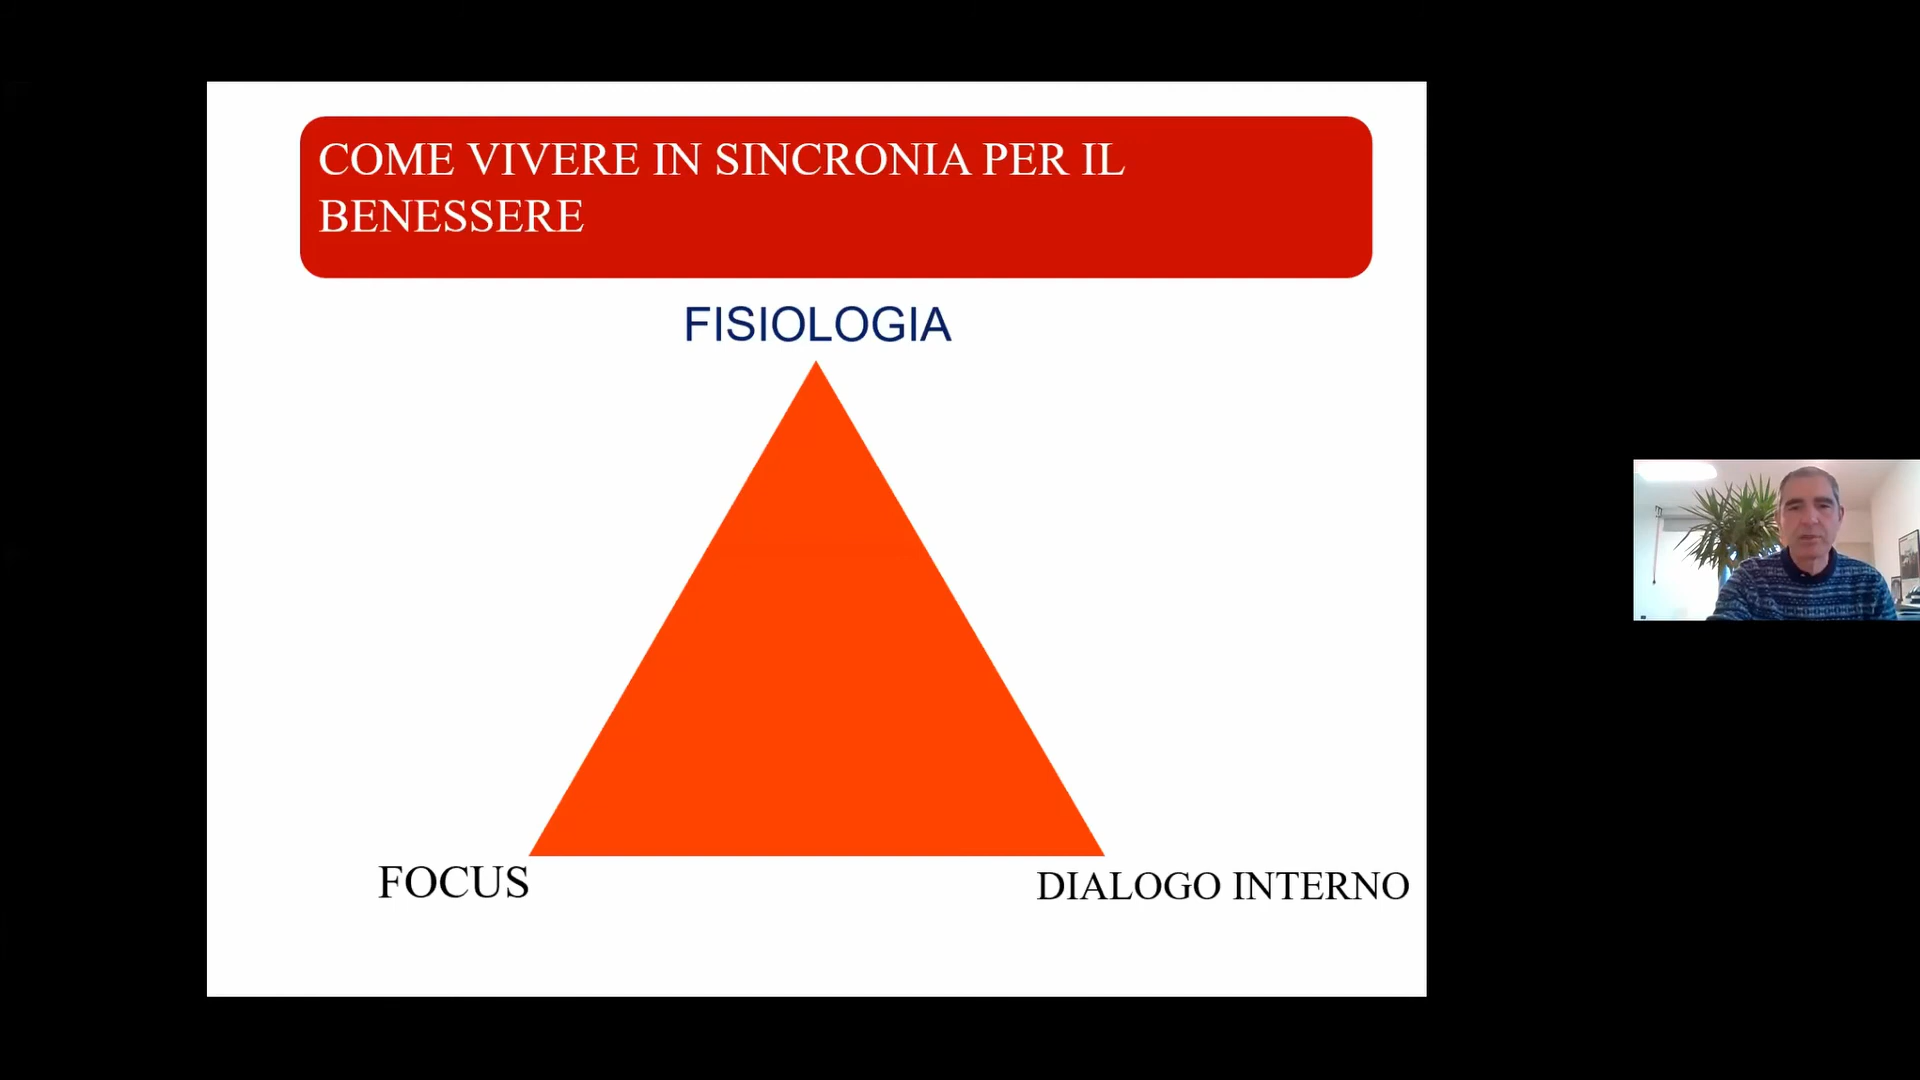 COME VIVERE IN SINCRONIA PER IL
BENESSERE
FISIOLOGIA
FOCUS
DIALOGO INTERNO